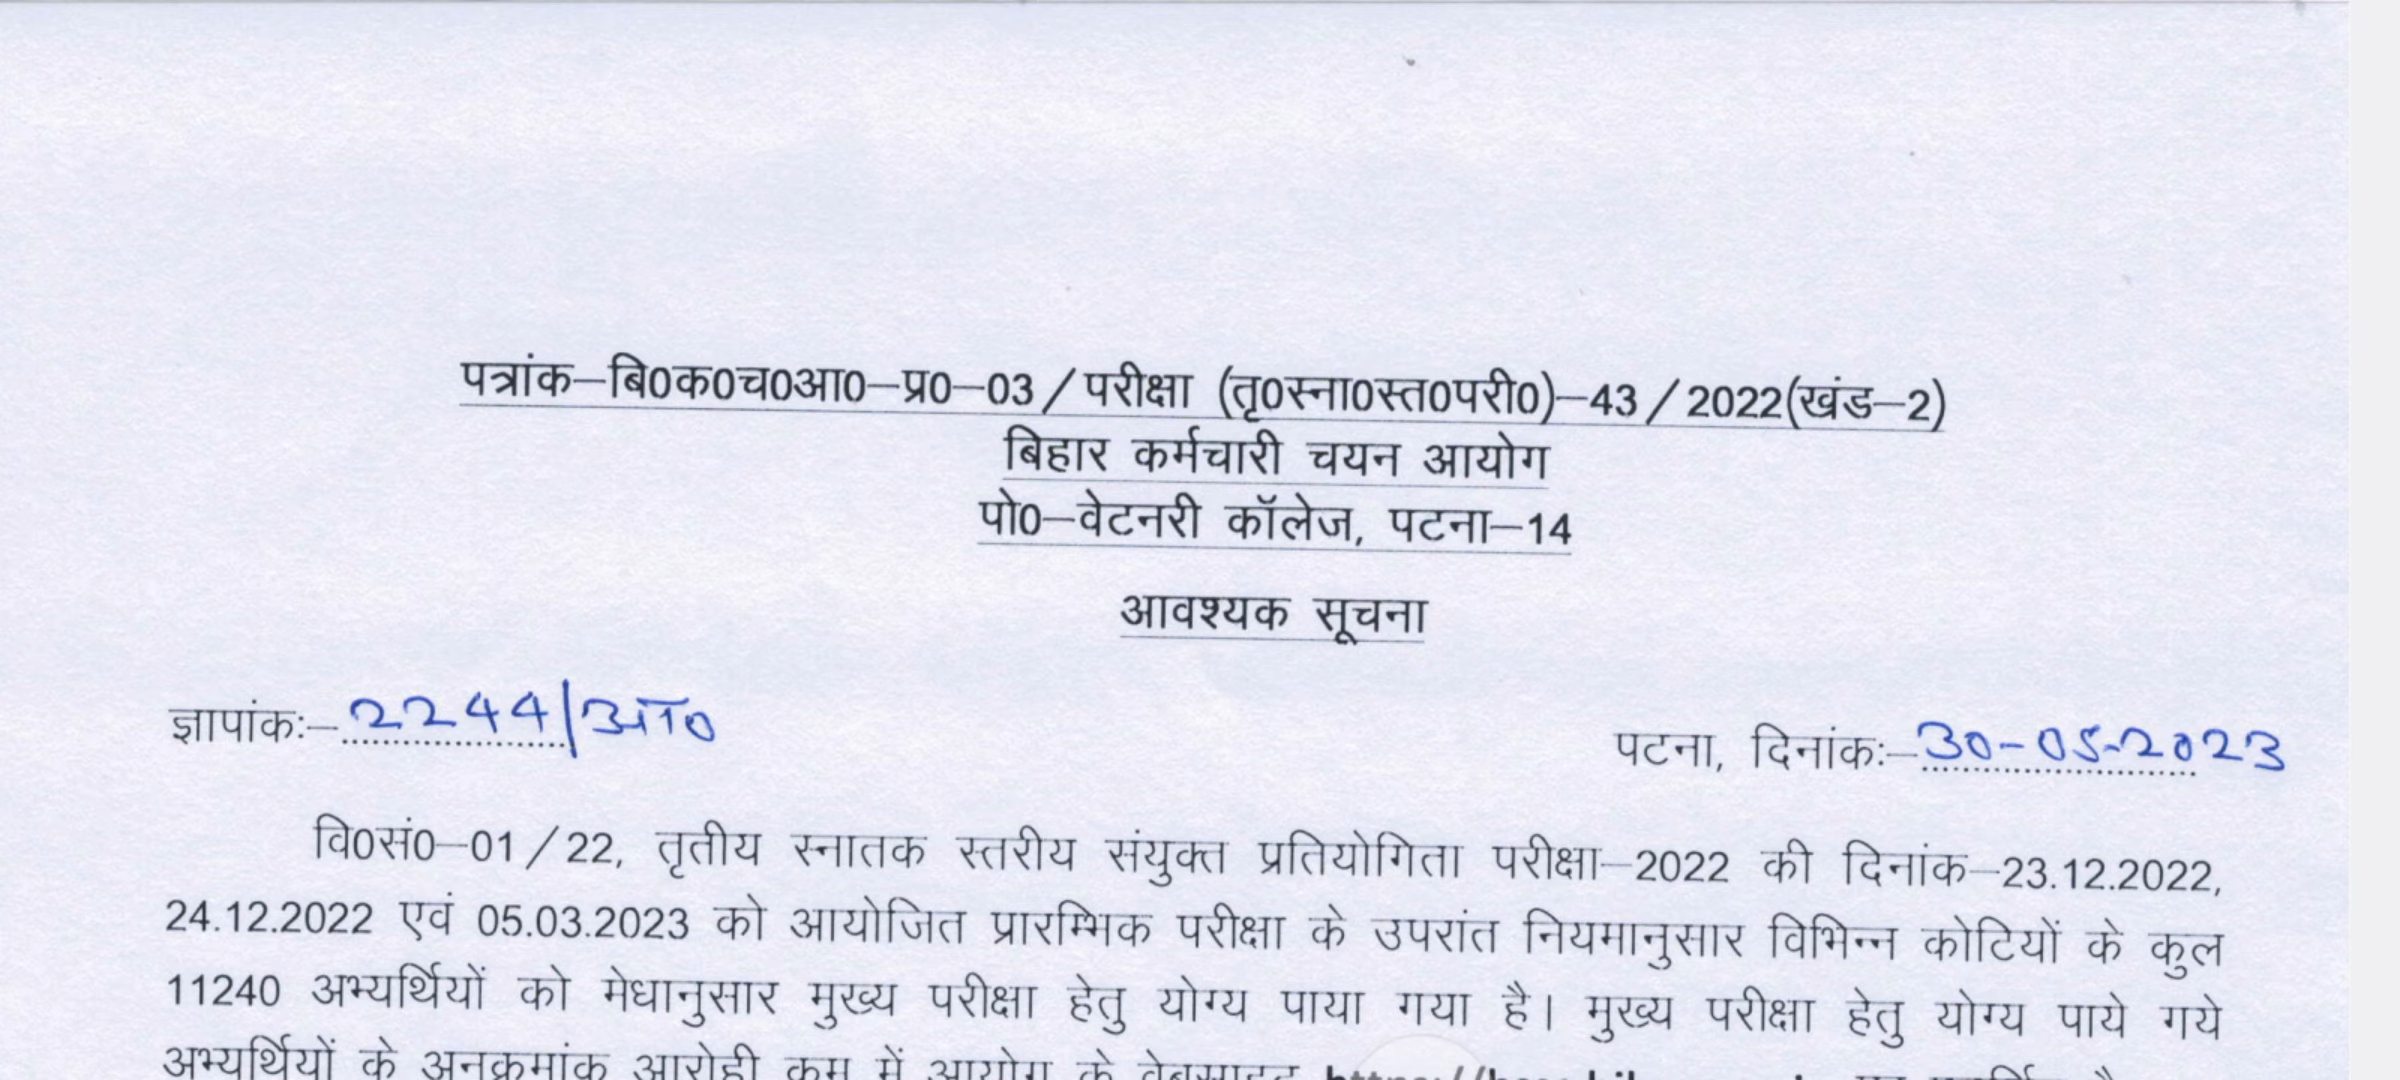 पत्रांक–बि0क0च0आ0–प्र0–03/परीक्षा (तृ0स्ना0स्त0परी0)–43/2022(खंड–2)
बिहार कर्मचारी चयन आयोग
पो0–वेटनरी कॉलेज, पटना–14
आवश्यक सूचना
ज्ञापांकः–2244/आ0
पटना, दिनांकः–30-05-2023
वि0सं0–01/22, तृतीय स्नातक स्तरीय संयुक्त प्रतियोगिता परीक्षा–2022 की दिनांक–23.12.2022,
24.12.2022 एवं 05.03.2023 को आयोजित प्रारम्भिक परीक्षा के उपरांत नियमानुसार विभिन्न कोटियों के कुल
11240 अभ्यर्थियों को मेधानुसार मुख्य परीक्षा हेतु योग्य पाया गया है। मुख्य परीक्षा हेतु योग्य पाये गये
अभ्यर्थियों के अनुक्रमांक आरोही क्रम में आयोग के वेबसाइट